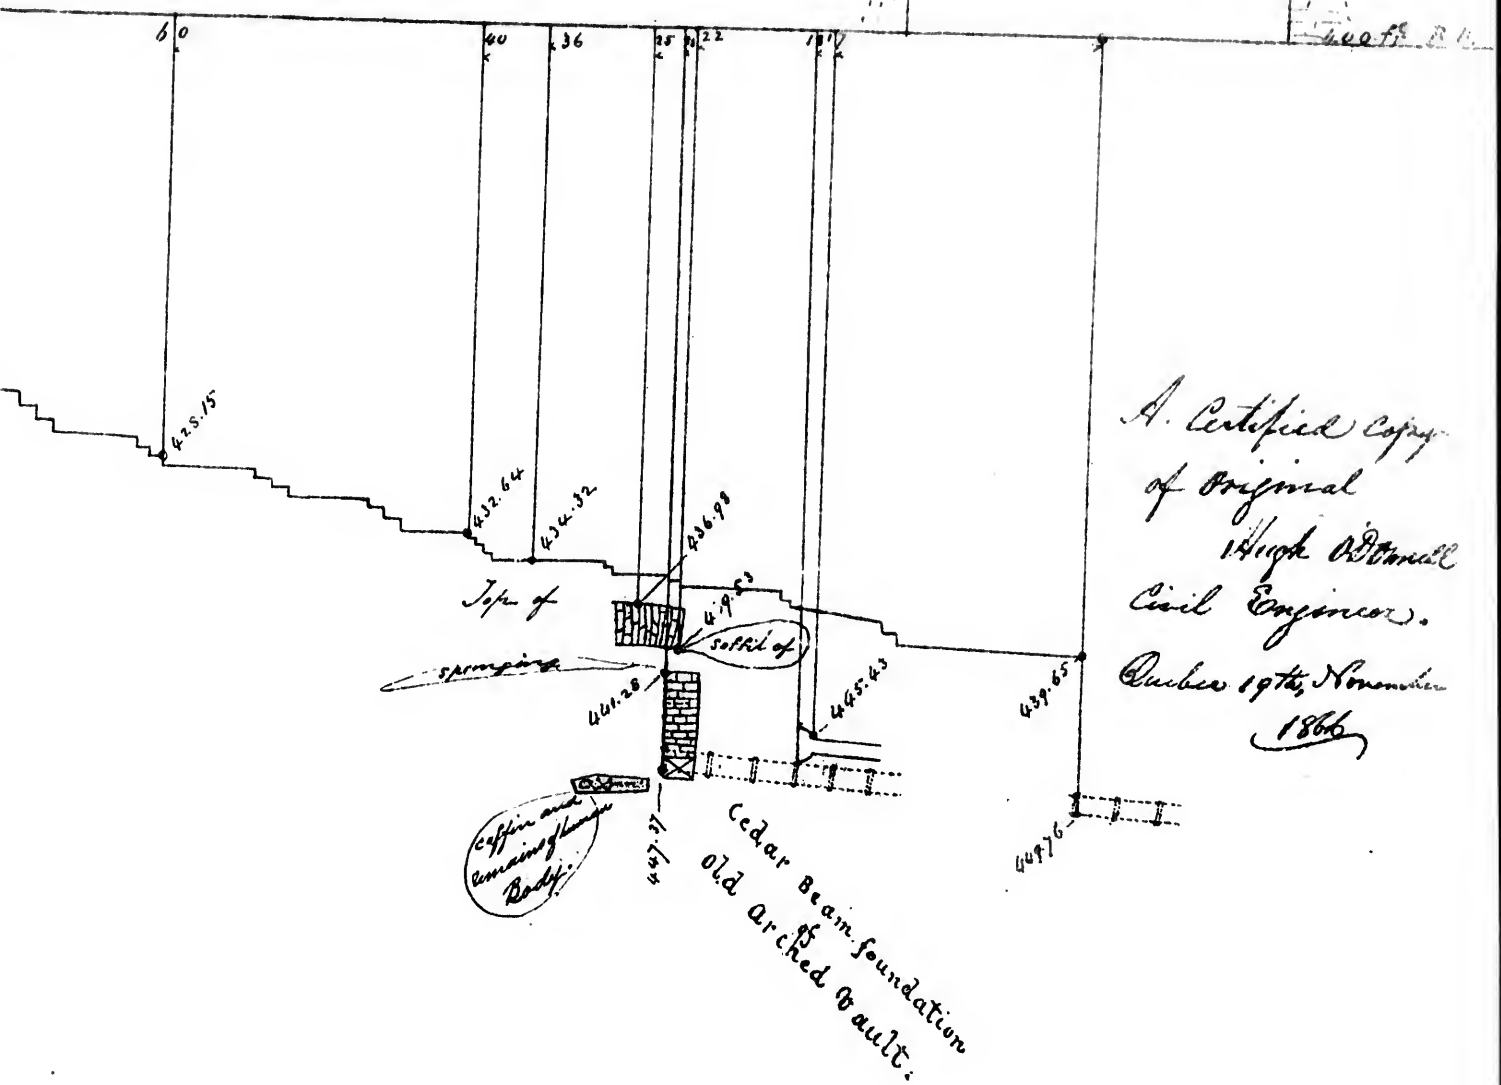 60
40
36
25
22
425.15
432.64
434.32
436.98
Top of
soffit of
springing
441.28
445.43
439.65
447.37
449.76
coffin and
remains of human
Body.
Cedar Beam foundation
of
Old Arched Vault.
A. Certified Copy
of Original
Hugh O'Donnell
Civil Engineer.
Quebec 19th, November
1866